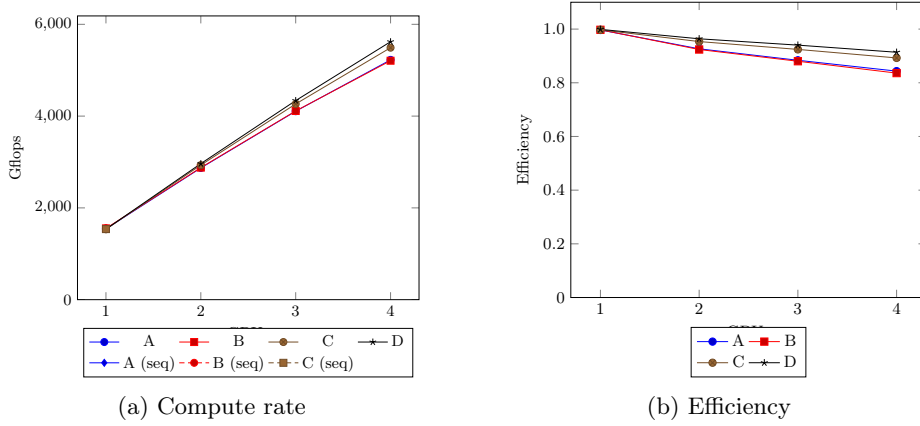 6,000
4,000
2,000
0
Gflops
1 2 3 4
A B C D
A (seq) B (seq) C (seq)
(a) Compute rate
1.0
0.8
0.6
0.4
0.2
0
Efficiency
1 2 3 4
A B
C D
(b) Efficiency